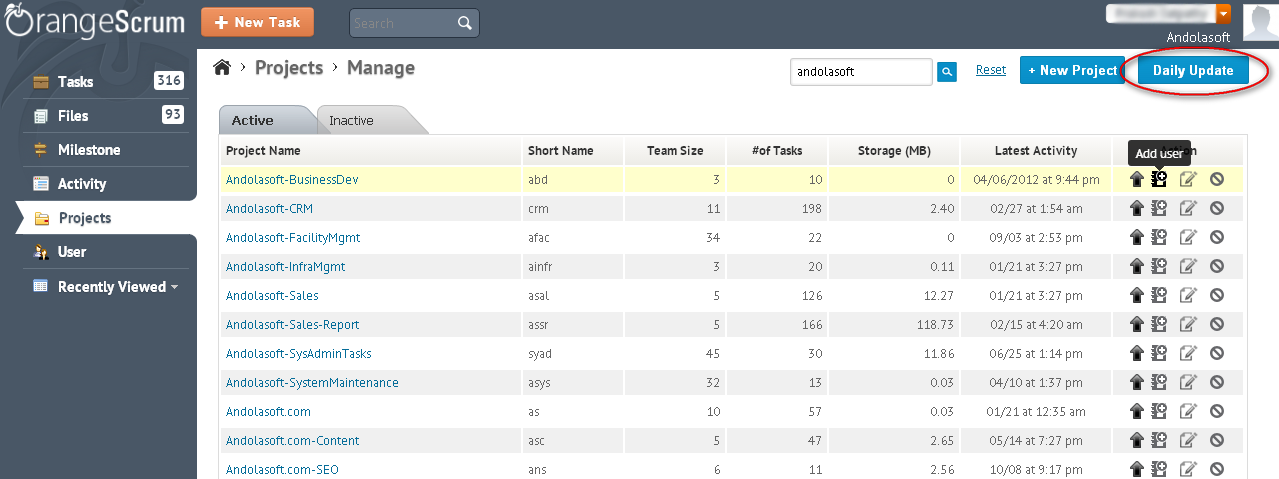 OrangeScrum
+ New Task
Search
Andolasoft
Tasks 316
Files 93
Milestone
Activity
Projects
User
Recently Viewed
Projects Manage
andolasoft
Reset
+ New Project
Daily Update
Active
Inactive
Project Name Short Name Team Size #of Tasks Storage (MB) Latest Activity
Add user
Andolasoft-BusinessDev abd 3 10 0 04/06/2012 at 9:44 pm
Andolasoft-CRM crm 11 198 2.40 02/27 at 1:54 am
Andolasoft-FacilityMgmt afac 34 22 0 09/03 at 2:53 pm
Andolasoft-InfraMgmt ainfr 3 20 0.11 01/21 at 3:27 pm
Andolasoft-Sales asal 5 126 12.27 01/21 at 3:27 pm
Andolasoft-Sales-Report assr 5 166 118.73 02/15 at 4:20 am
Andolasoft-SysAdminTasks syad 45 30 11.86 06/25 at 1:14 pm
Andolasoft-SystemMaintenance asys 32 13 0.03 04/10 at 1:37 pm
Andolasoft.com as 10 57 0.03 01/21 at 12:35 am
Andolasoft.com-Content asc 5 47 2.65 05/14 at 7:27 pm
Andolasoft.com-SEO ans 6 11 2.56 10/08 at 9:17 pm